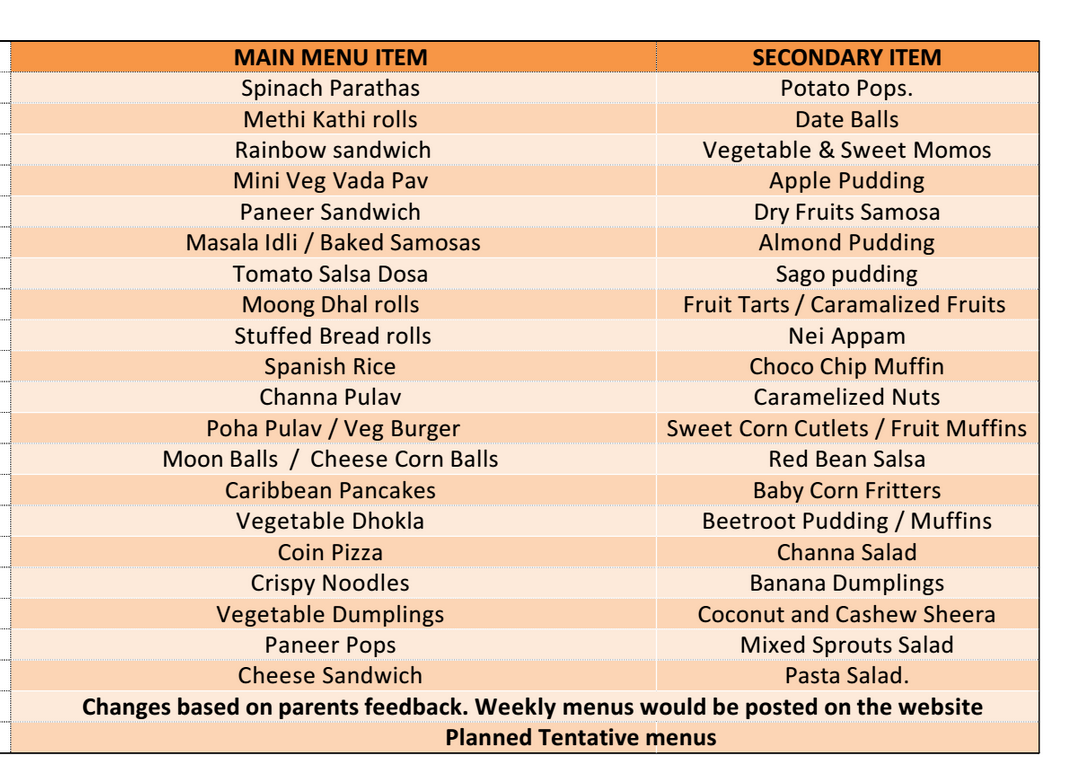 MAIN MENU ITEM SECONDARY ITEM
Spinach Parathas Potato Pops.
Methi Kathi rolls Date Balls
Rainbow sandwich Vegetable & Sweet Momos
Mini Veg Vada Pav Apple Pudding
Paneer Sandwich Dry Fruits Samosa
Masala Idli / Baked Samosas Almond Pudding
Tomato Salsa Dosa Sago pudding
Moong Dhal rolls Fruit Tarts / Caramalized Fruits
Stuffed Bread rolls Nei Appam
Spanish Rice Choco Chip Muffin
Channa Pulav Caramelized Nuts
Poha Pulav / Veg Burger Sweet Corn Cutlets / Fruit Muffins
Moon Balls / Cheese Corn Balls Red Bean Salsa
Caribbean Pancakes Baby Corn Fritters
Vegetable Dhokla Beetroot Pudding / Muffins
Coin Pizza Channa Salad
Crispy Noodles Banana Dumplings
Vegetable Dumplings Coconut and Cashew Sheera
Paneer Pops Mixed Sprouts Salad
Cheese Sandwich Pasta Salad.
Changes based on parents feedback. Weekly menus would be posted on the website
Planned Tentative menus